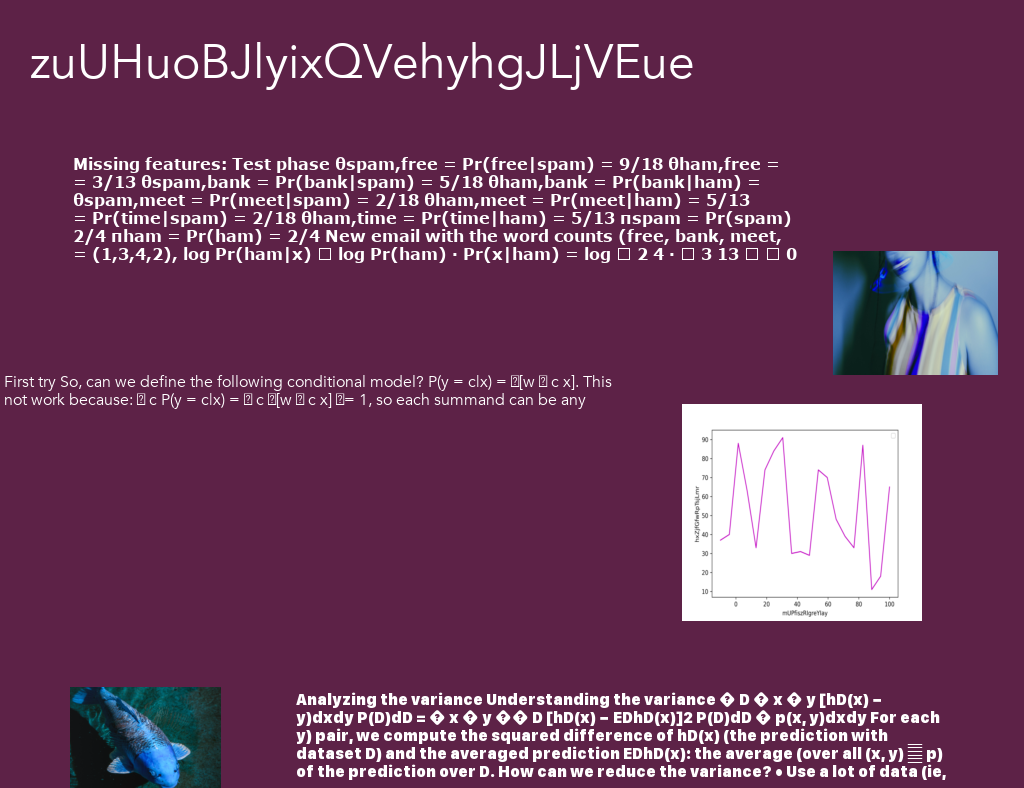 zuUHuoBJlyixQVehyhgJLjVEue
Missing features: Test phase θspam,free = Pr(free|spam) = 9/18 θham,free =
= 3/13 θspam,bank = Pr(bank|spam) = 5/18 θham,bank = Pr(bank|ham) =
θspam,meet = Pr(meet|spam) = 2/18 θham,meet = Pr(meet|ham) = 5/13
= Pr(time|spam) = 2/18 θham,time = Pr(time|ham) = 5/13 πspam = Pr(spam)
2/4 πham = Pr(ham) = 2/4 New email with the word counts (free, bank, meet,
= (1,3,4,2), log Pr(ham|x) □ log Pr(ham) · Pr(x|ham) = log □ 2 4 · □ 3 13 □ □ 0
First try So, can we define the following conditional model? P(y = c|x) = [w c x]. This
not work because: c P(y = c|x) = c [w c x] = 1, so each summand can be any
90
80
70
60
50
40
30
20
10
0 20 40 60 80 100
mUPfiszRlgreYlay
Analyzing the variance Understanding the variance � D � x � y [hD(x) −
y)dxdy P(D)dD = � x � y �� D [hD(x) − EDhD(x)]2 P(D)dD � p(x, y)dxdy For each
y) pair, we compute the squared difference of hD(x) (the prediction with
dataset D) and the averaged prediction EDhD(x): the average (over all (x, y) p)
of the prediction over D. How can we reduce the variance? • Use a lot of data (ie,